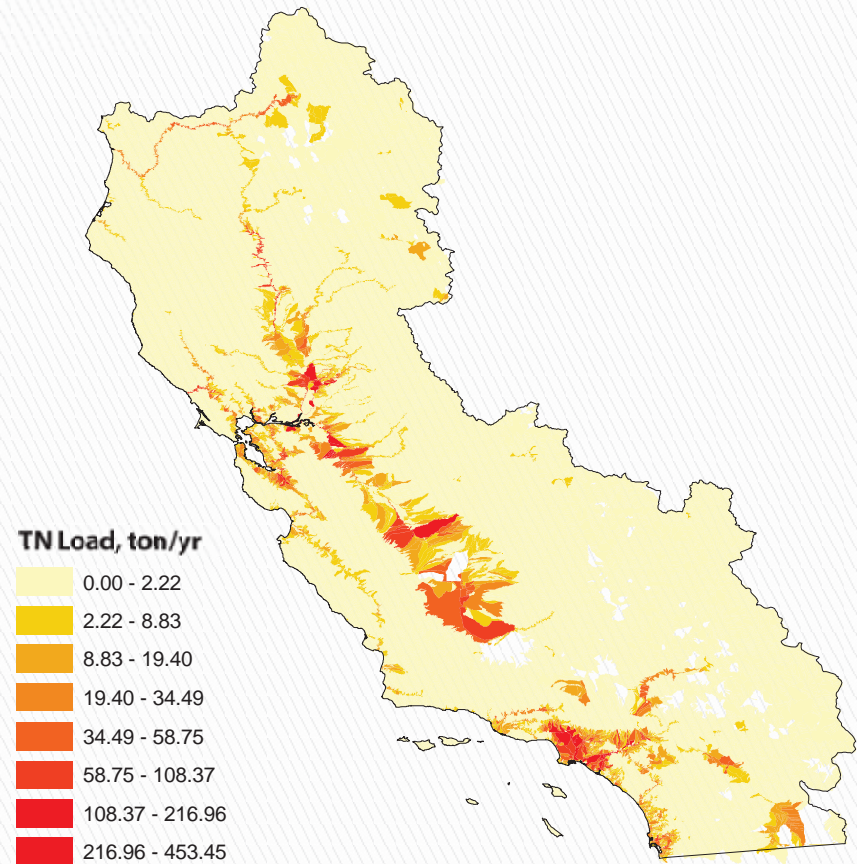 TN Load, ton/yr
0.00 - 2.22
2.22 - 8.83
8.83 - 19.40
19.40 - 34.49
34.49 - 58.75
58.75 - 108.37
108.37 - 216.96
216.96 - 453.45